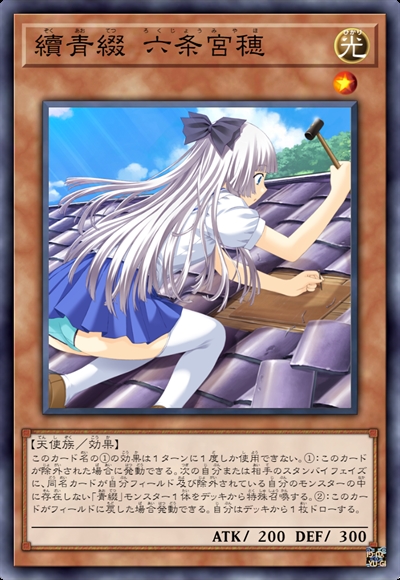 續青綴 六条宮穂
光
【天使族／効果】
このカード名の①の効果は１ターンに１度しか使用できない。①：このカー
ドが除外された場合に発動できる。次の自分または相手のスタンバイフェイズ
に、同名カードが自分フィールド及び除外されている自分のモンスターの中
に存在しない「青綴」モンスター１体をデッキから特殊召喚する。②：このカー
ドがフィールドに戻した場合発動できる。自分はデッキから１枚ドローする。
ATK/ 200 DEF/ 300